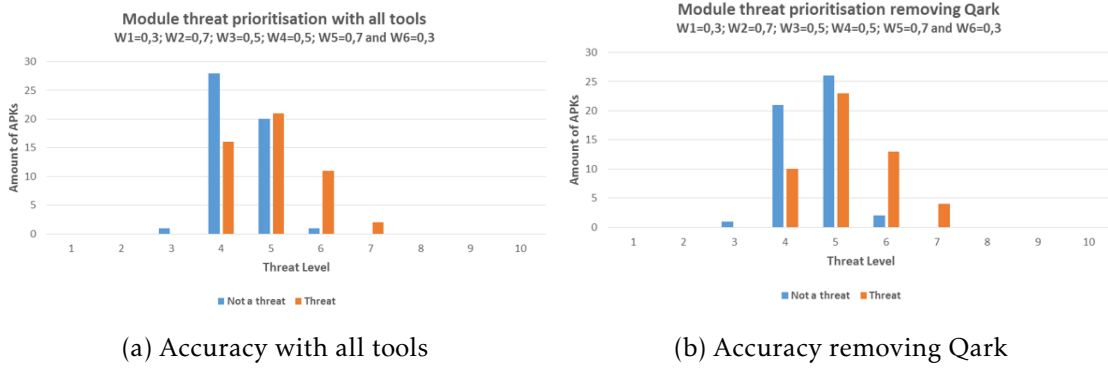 Module threat prioritisation with all tools
W1=0,3; W2=0,7; W3=0,5; W4=0,5; W5=0,7 and W6=0,3
Amount of APKs
30
25
20
15
10
5
0
1 2 3 4 5 6 7 8 9 10
Threat Level
Not a threat Threat
(a) Accuracy with all tools
Module threat prioritisation removing Qark
W1=0,3; W2=0,7; W3=0,5; W4=0,5; W5=0,7 and W6=0,3
Amount of APKs
30
25
20
15
10
5
0
1 2 3 4 5 6 7 8 9 10
Threat Level
Not a threat Threat
(b) Accuracy removing Qark